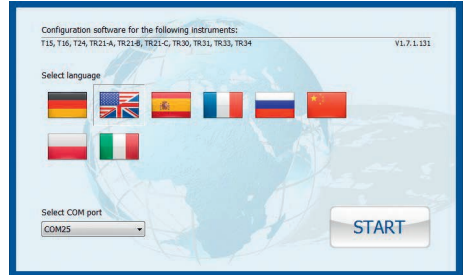 Configuration software for the following instruments:
T15, T16, T24, TR21-A, TR21-B, TR21-C, TR30, TR31, TR33, TR34 V1.7.1.131
Select language
Select COM port
COM25
START